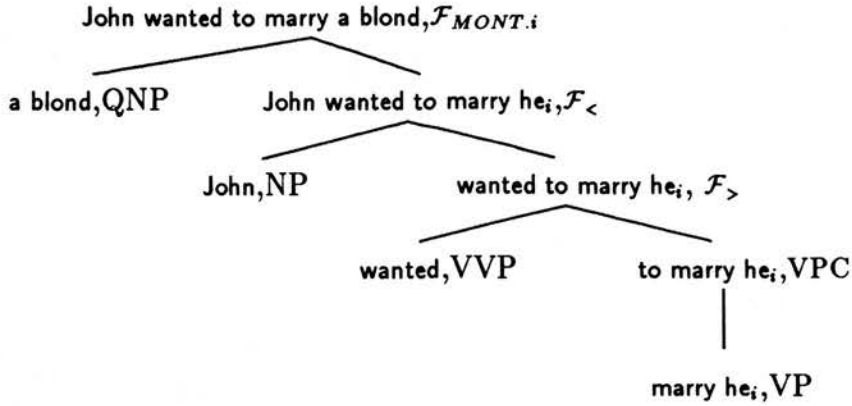 John wanted to marry a blond,ℱMONT.i
a blond,QNP John wanted to marry heᵢ,ℱ<
John,NP wanted to marry heᵢ, ℱ>
wanted,VVP to marry heᵢ,VPC
marry heᵢ,VP